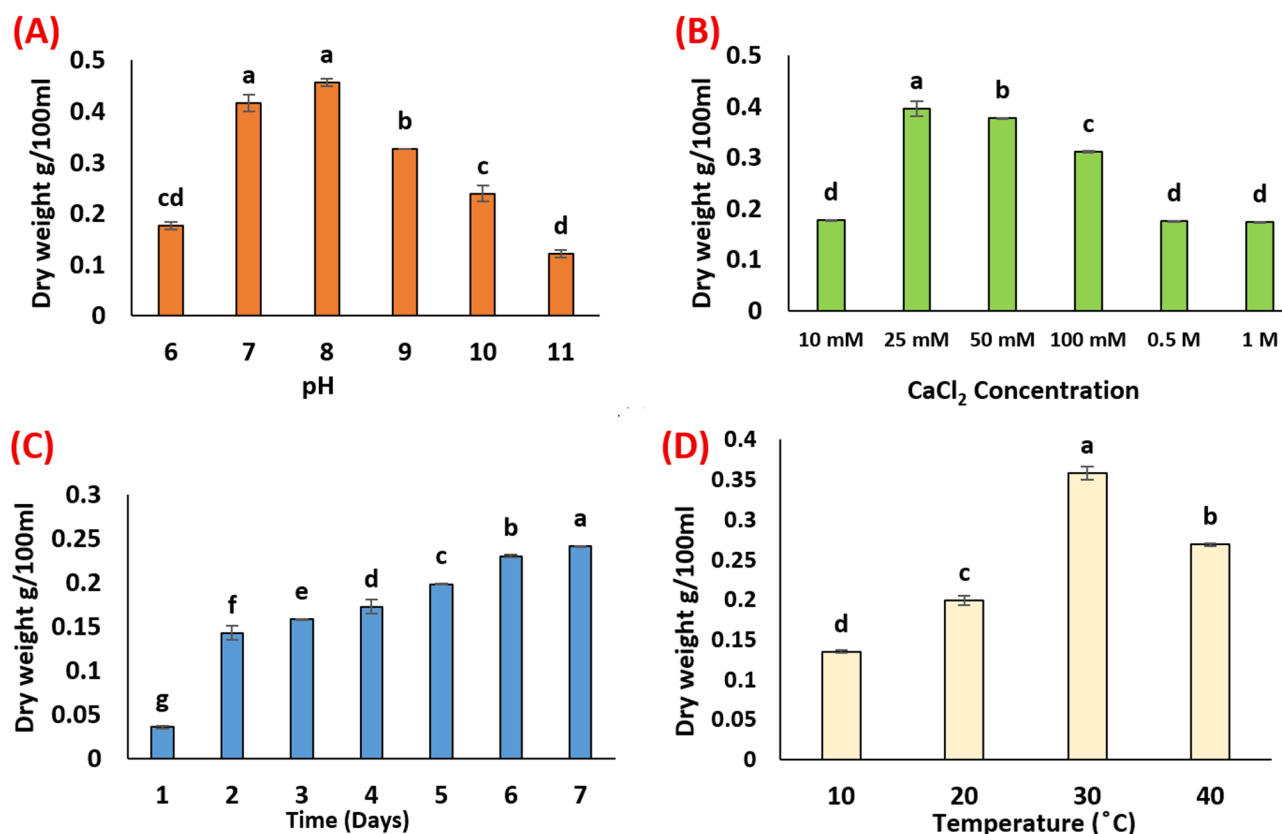 (A)
Dry weight g/100ml
0.5
0.4
0.3
0.2
0.1
0
cd
a
a
b
c
d
6 7 8 9 10 11
pH
(B)
Dry weight g/100ml
0.5
0.4
0.3
0.2
0.1
0
d
a
b
c
d
d
10 mM 25 mM 50 mM 100 mM 0.5 M 1 M
CaCl₂ Concentration
(C)
Dry weight g/100ml
0.3
0.25
0.2
0.15
0.1
0.05
0
g
f
e
d
c
b
a
1 2 3 4 5 6 7
Time (Days)
(D)
Dry weight g/100ml
0.4
0.35
0.3
0.25
0.2
0.15
0.1
0.05
0
d
c
a
b
10 20 30 40
Temperature (˚C)